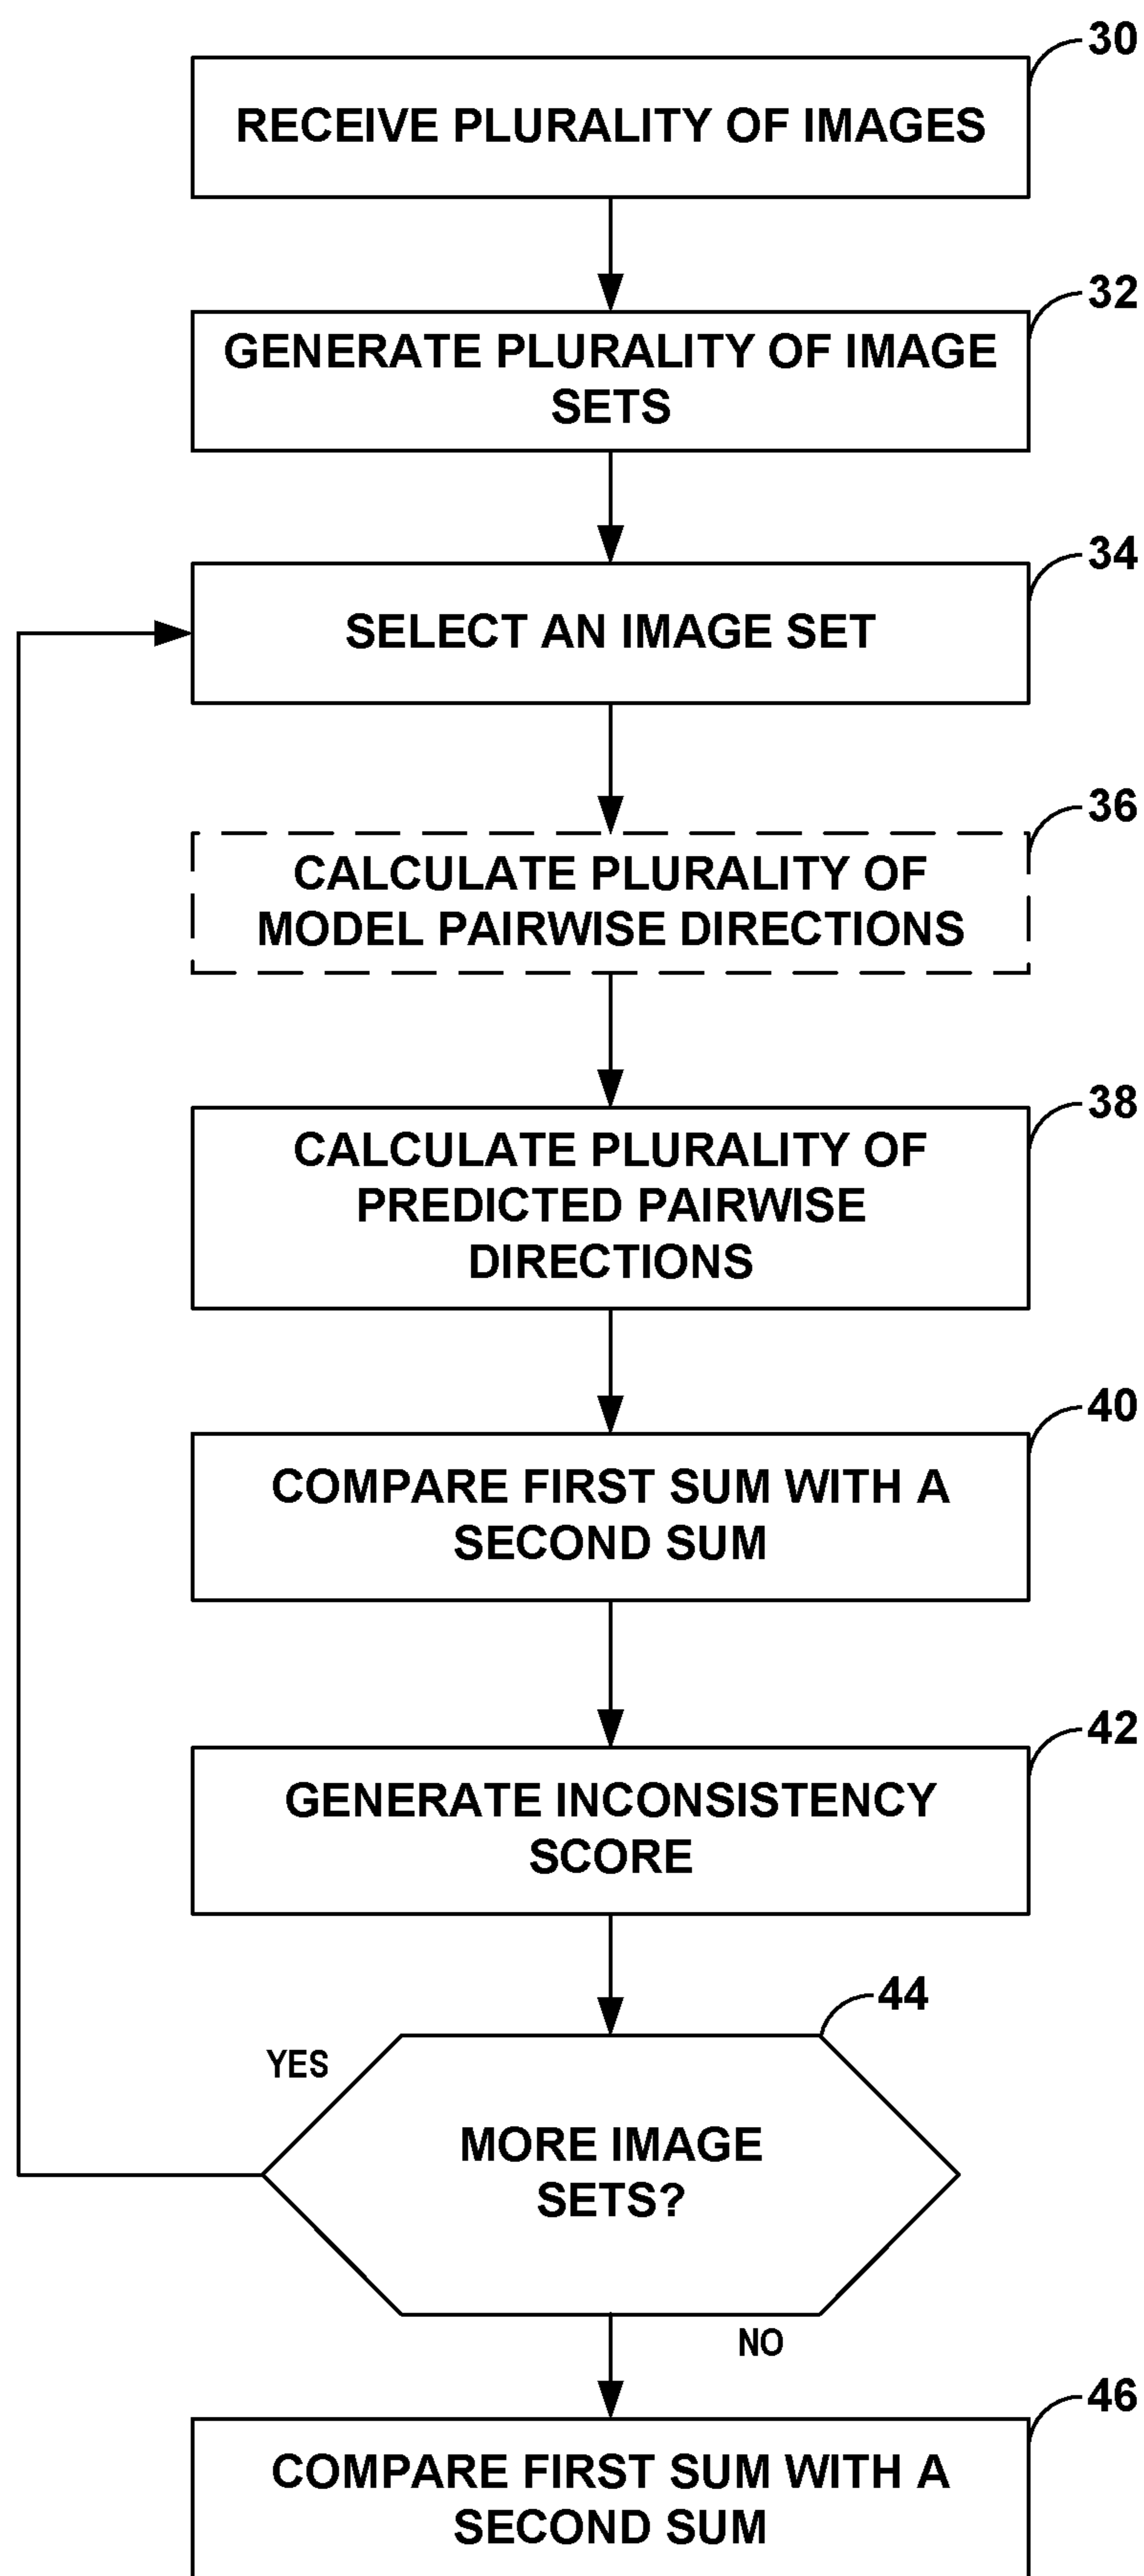 30
RECEIVE PLURALITY OF IMAGES
32
GENERATE PLURALITY OF IMAGE
SETS
34
SELECT AN IMAGE SET
36
CALCULATE PLURALITY OF
MODEL PAIRWISE DIRECTIONS
38
CALCULATE PLURALITY OF
PREDICTED PAIRWISE
DIRECTIONS
40
COMPARE FIRST SUM WITH A
SECOND SUM
42
GENERATE INCONSISTENCY
SCORE
44
YES
MORE IMAGE
SETS?
NO
46
COMPARE FIRST SUM WITH A
SECOND SUM